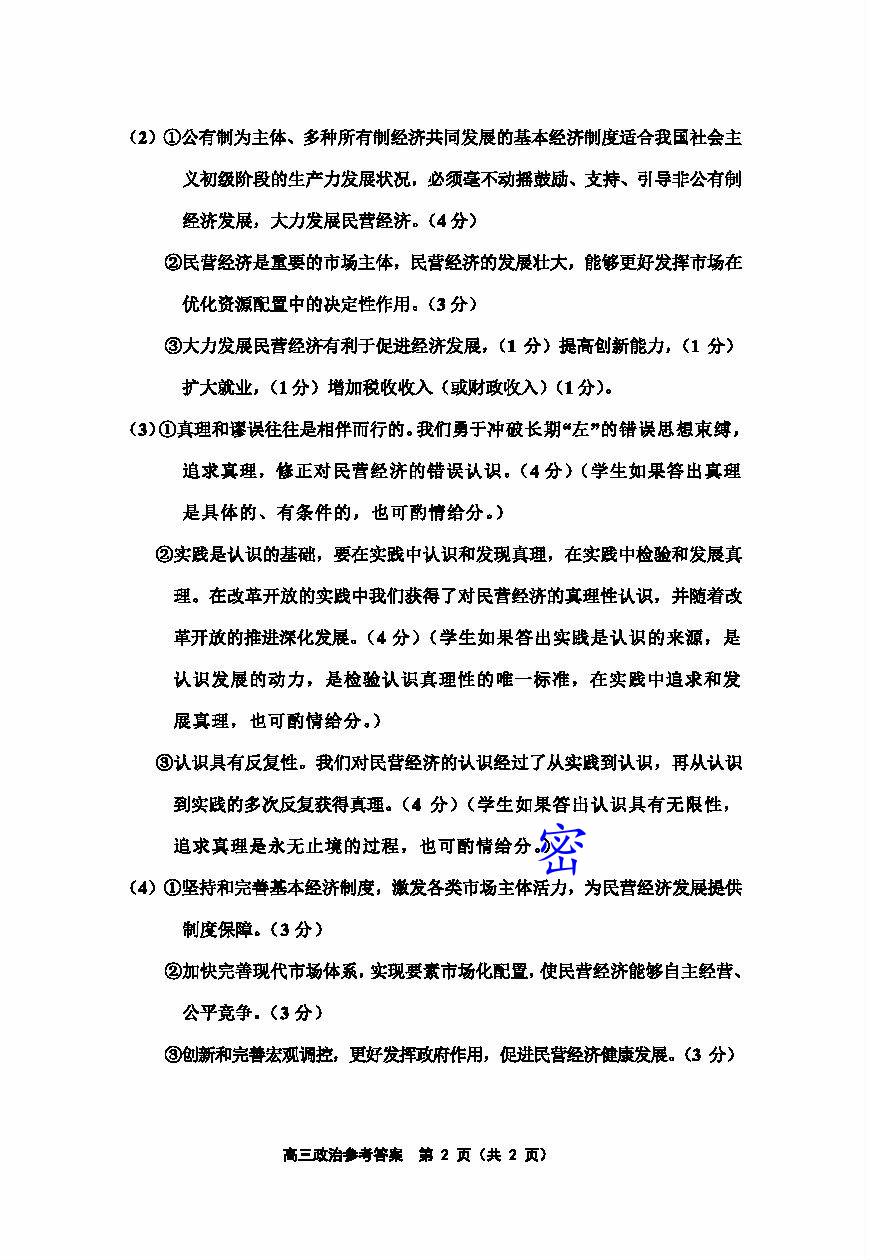 （2）①公有制为主体、多种所有制经济共同发展的基本经济制度适合我国社会主
义初级阶段的生产力发展状况，必须毫不动摇鼓励、支持、引导非公有制
经济发展，大力发展民营经济。（4 分）
②民营经济是重要的市场主体，民营经济的发展壮大，能够更好发挥市场在
优化资源配置中的决定性作用。（3 分）
③大力发展民营经济有利于促进经济发展，（1 分）提高创新能力，（1 分）
扩大就业，（1 分）增加税收收入（或财政收入）（1 分）。
（3）①真理和谬误往往是相伴而行的。我们勇于冲破长期“左”的错误思想束缚，
追求真理，修正对民营经济的错误认识。（4 分）（学生如果答出真理
是具体的、有条件的，也可酌情给分。）
②实践是认识的基础，要在实践中认识和发现真理，在实践中检验和发展真
理。在改革开放的实践中我们获得了对民营经济的真理性认识，并随着改
革开放的推进深化发展。（4 分）（学生如果答出实践是认识的来源，是
认识发展的动力，是检验认识真理性的唯一标准，在实践中追求和发
展真理，也可酌情给分。）
③认识具有反复性。我们对民营经济的认识经过了从实践到认识，再从认识
到实践的多次反复获得真理。（4 分）（学生如果答出认识具有无限性，
追求真理是永无止境的过程，也可酌情给分。）
密
（4）①坚持和完善基本经济制度，激发各类市场主体活力，为民营经济发展提供
制度保障。（3 分）
②加快完善现代市场体系，实现要素市场化配置，使民营经济能够自主经营、
公平竞争。（3 分）
③创新和完善宏观调控，更好发挥政府作用，促进民营经济健康发展。（3 分）
高三政治参考答案 第 2 页（共 2 页）